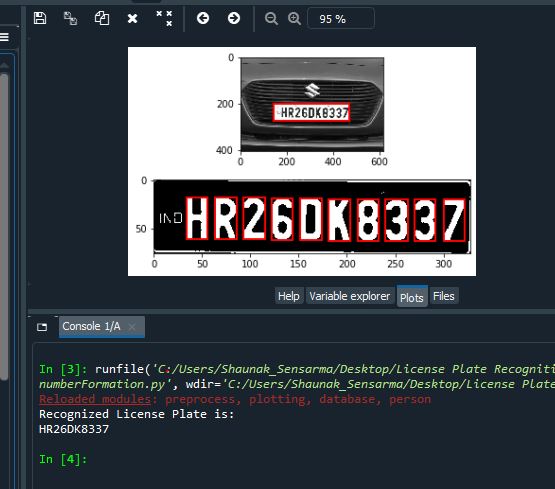 95 %
0
200
400
HR26DK8337
0
200
400
600
0
50
IND HR26DK8337
0
50
100
150
200
250
300
Help Variable explorer Plots Files
Console 1/A
In [3]: runfile('C:/Users/Shaunak_Sensarma/Desktop/License Plate Recogniti
numberFormation.py', wdir='C:/Users/Shaunak_Sensarma/Desktop/License Plate
Reloaded modules: preprocess, plotting, database, person
Recognized License Plate is:
HR26DK8337
In [4]: